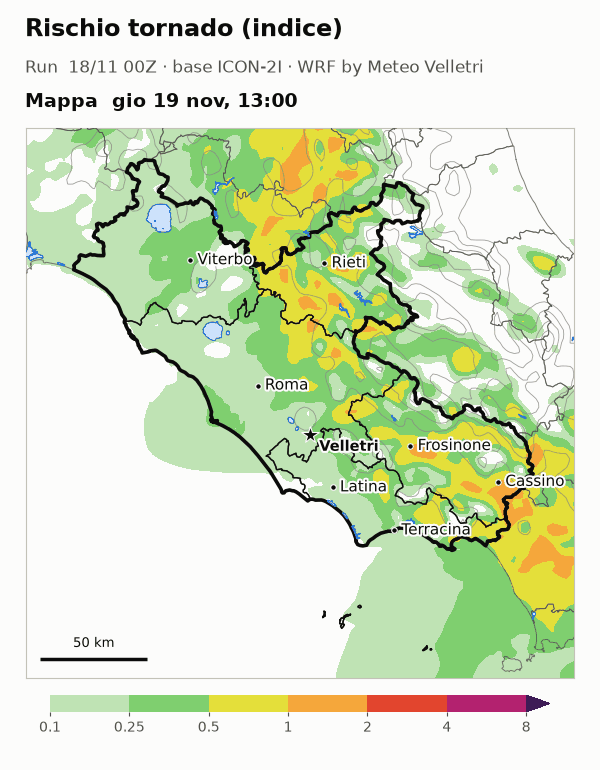 Rischio tornado (indice)
Run  18/11 00Z · base ICON-2I · WRF by Meteo Velletri
Mappa  gio 19 nov, 13:00
Viterbo
Rieti
Roma
Velletri
Frosinone
Cassino
Latina
Terracina
50 km
0.1 0.25 0.5 1 2 4 8